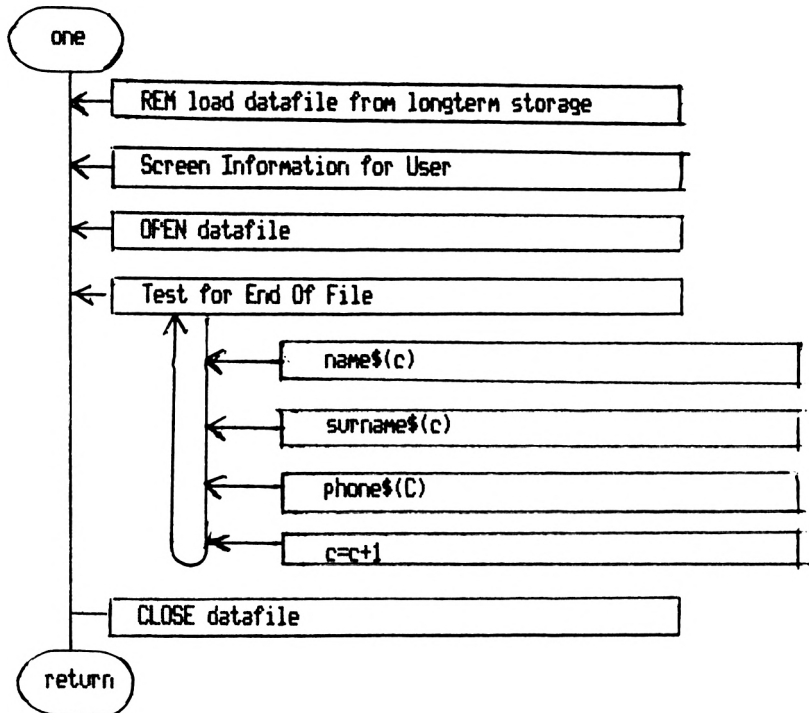 one
REM load datafile from longterm storage
Screen Information for User
OPEN datafile
Test for End Of File
name$(c)
surname$(c)
phone$(C)
c=c+1
CLOSE datafile
return